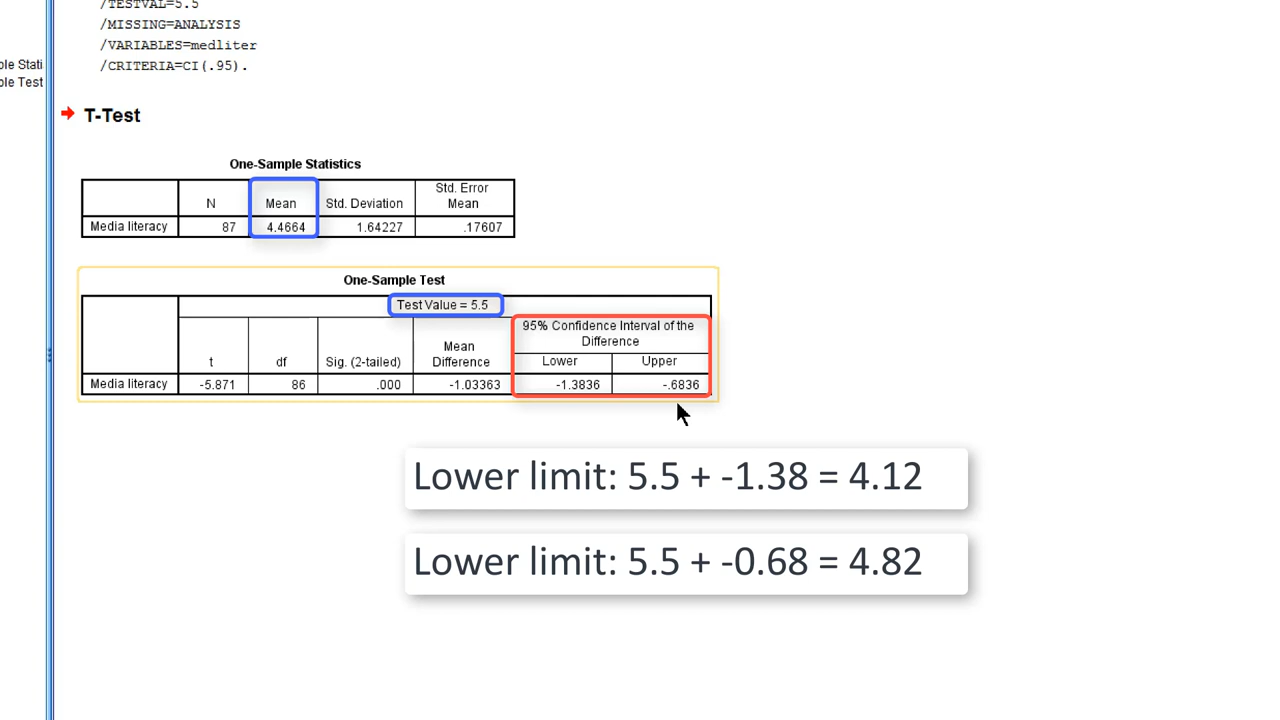 /TESTVAL=5.5
/MISSING=ANALYSIS
/VARIABLES=medliter
/CRITERIA=CI(.95).
ple Stati
ple Test
T-Test
One-Sample Statistics
N Mean Std. Deviation Std. Error Mean
Media literacy 87 4.4664 1.64227 .17607
One-Sample Test
Test Value = 5.5
95% Confidence Interval of the Difference
t df Sig. (2-tailed) Mean Difference Lower Upper
Media literacy -5.871 86 .000 -1.03363 -1.3836 -.6836
Lower limit: 5.5 + -1.38 = 4.12
Lower limit: 5.5 + -0.68 = 4.82